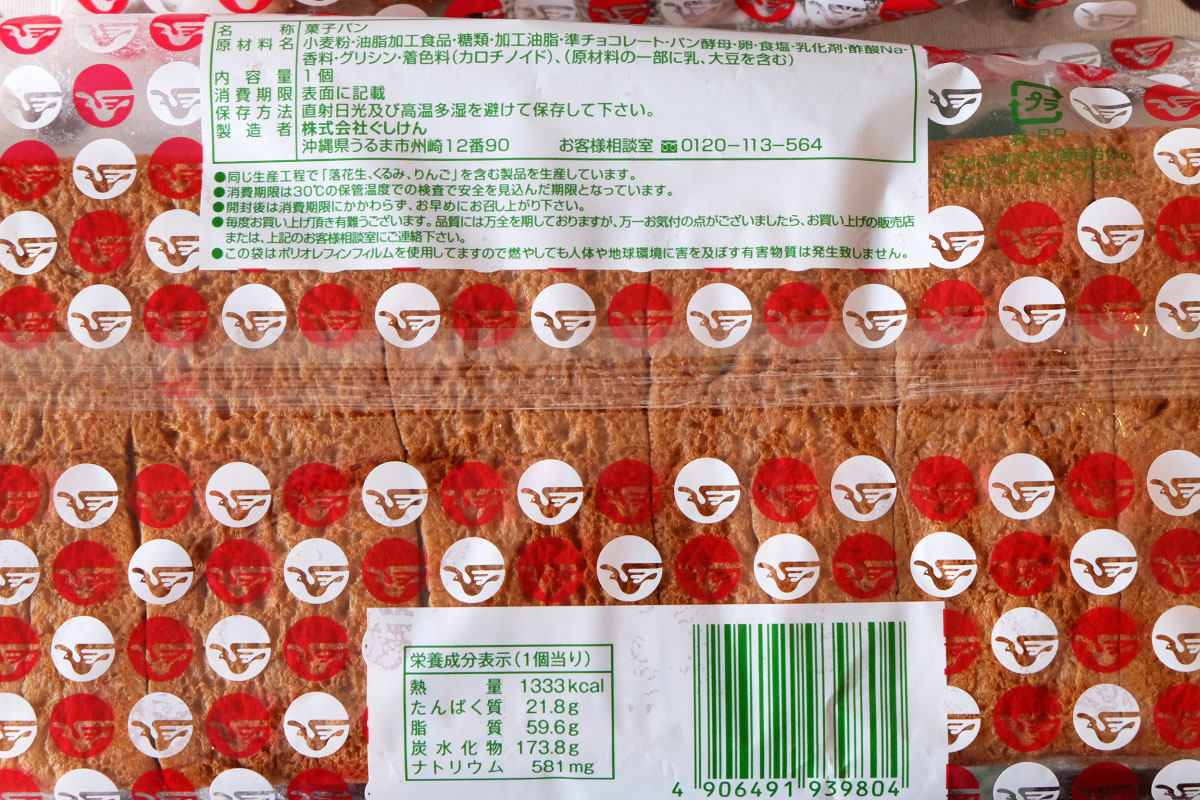 名称 菓子パン
原材料名 小麦粉・油脂加工食品・糖類・加工油脂・準チョコレート・パン酵母・卵・食塩・乳化剤・酢酸Na・
香料・グリシン・着色料(カロチノイド)、(原材料の一部に乳、大豆を含む)
内容量 1個
消費期限 表面に記載
保存方法 直射日光及び高温多湿を避けて保存して下さい。
製造者 株式会社ぐしけん
沖縄県うるま市州崎12番90 お客様相談室 ☎0120-113-564
●同じ生産工程で「落花生、くるみ、りんご」を含む製品を生産しています。
●消費期限は30℃の保管温度での検査で安全を見込んだ期限となっています。
●開封後は消費期限にかかわらず、お早めにお召し上がり下さい。
●毎度お買い上げ頂き有難うございます。品質には万全を期しておりますが、万一お気付の点がございましたら、お買い上げの販売店
または、上記のお客様相談室にご連絡下さい。
●この袋はポリオレフィンフィルムを使用してますので燃やしても人体や地球環境に害を及ぼす有害物質は発生致しません。
プラ
袋:PP
栄養成分表示(1個当り)
熱量 1333kcal
たんぱく質 21.8g
脂質 59.6g
炭水化物 173.8g
ナトリウム 581mg
4 906491 939804